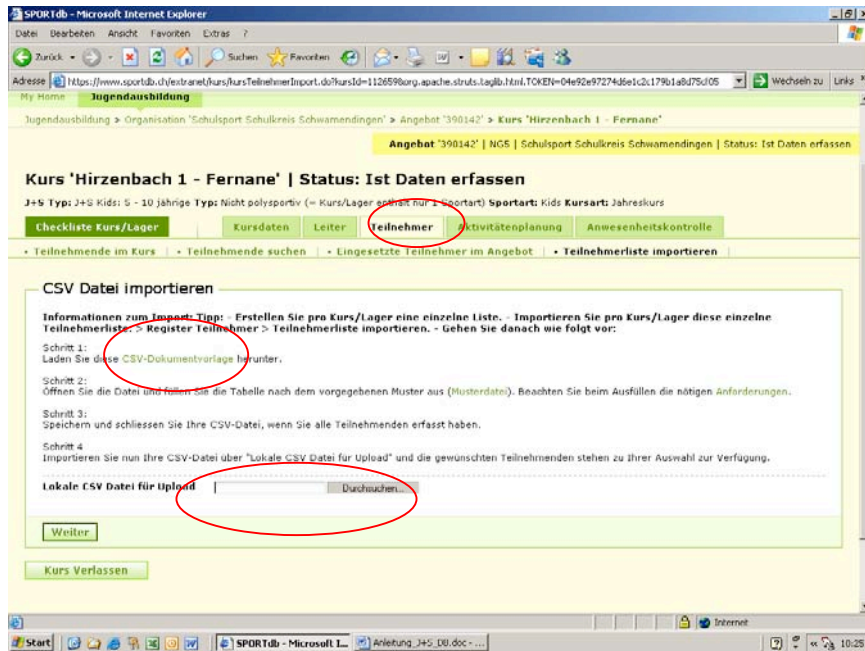 SPORTdb - Microsoft Internet Explorer
Datei Bearbeiten Ansicht Favoriten Extras ?
Zurück Suchen Favoriten
Adresse https://www.sportdb.ch/extranet/kurs/kursTeilnehmerImport.do?kursId=112659&org.apache.struts.taglib.html.TOKEN=04e92e97274d6e1c2c179b1a8d75cf05 Wechseln zu Links
My Home Jugendausbildung
Jugendausbildung > Organisation 'Schulsport Schulkreis Schwamendingen' > Angebot '390142' > Kurs 'Hirzenbach 1 - Fernane'
Angebot '390142' | NG5 | Schulsport Schulkreis Schwamendingen | Status: Ist Daten erfassen
Kurs 'Hirzenbach 1 - Fernane' | Status: Ist Daten erfassen
J+S Typ: J+S Kids: 5 - 10 jährige Typ: Nicht polysportiv (= Kurs/Lager enthält nur 1 Sportart) Sportart: Kids Kursart: Jahreskurs
Checkliste Kurs/Lager Kursdaten Leiter Teilnehmer Aktivitätenplanung Anwesenheitskontrolle
• Teilnehmende im Kurs | • Teilnehmende suchen | • Eingesetzte Teilnehmer im Angebot | • Teilnehmerliste importieren |
CSV Datei importieren
Informationen zum Import: Tipp: - Erstellen Sie pro Kurs/Lager eine einzelne Liste. - Importieren Sie pro Kurs/Lager diese einzelne
Teilnehmerliste. > Register Teilnehmer > Teilnehmerliste importieren. - Gehen Sie danach wie folgt vor:
Schritt 1:
Laden Sie diese CSV-Dokumentvorlage herunter.
Schritt 2:
Öffnen Sie die Datei und füllen Sie die Tabelle nach dem vorgegebenen Muster aus (Musterdatei). Beachten Sie beim Ausfüllen die nötigen Anforderungen.
Schritt 3:
Speichern und schliessen Sie Ihre CSV-Datei, wenn Sie alle Teilnehmenden erfasst haben.
Schritt 4
Importieren Sie nun Ihre CSV-Datei über "Lokale CSV Datei für Upload" und die gewünschten Teilnehmenden stehen zu Ihrer Auswahl zur Verfügung.
Lokale CSV Datei für Upload Durchsuchen...
Weiter
Kurs Verlassen
Internet
Start SPORTdb - Microsoft I... Anleitung_J+S_DB.doc - ... 10:25